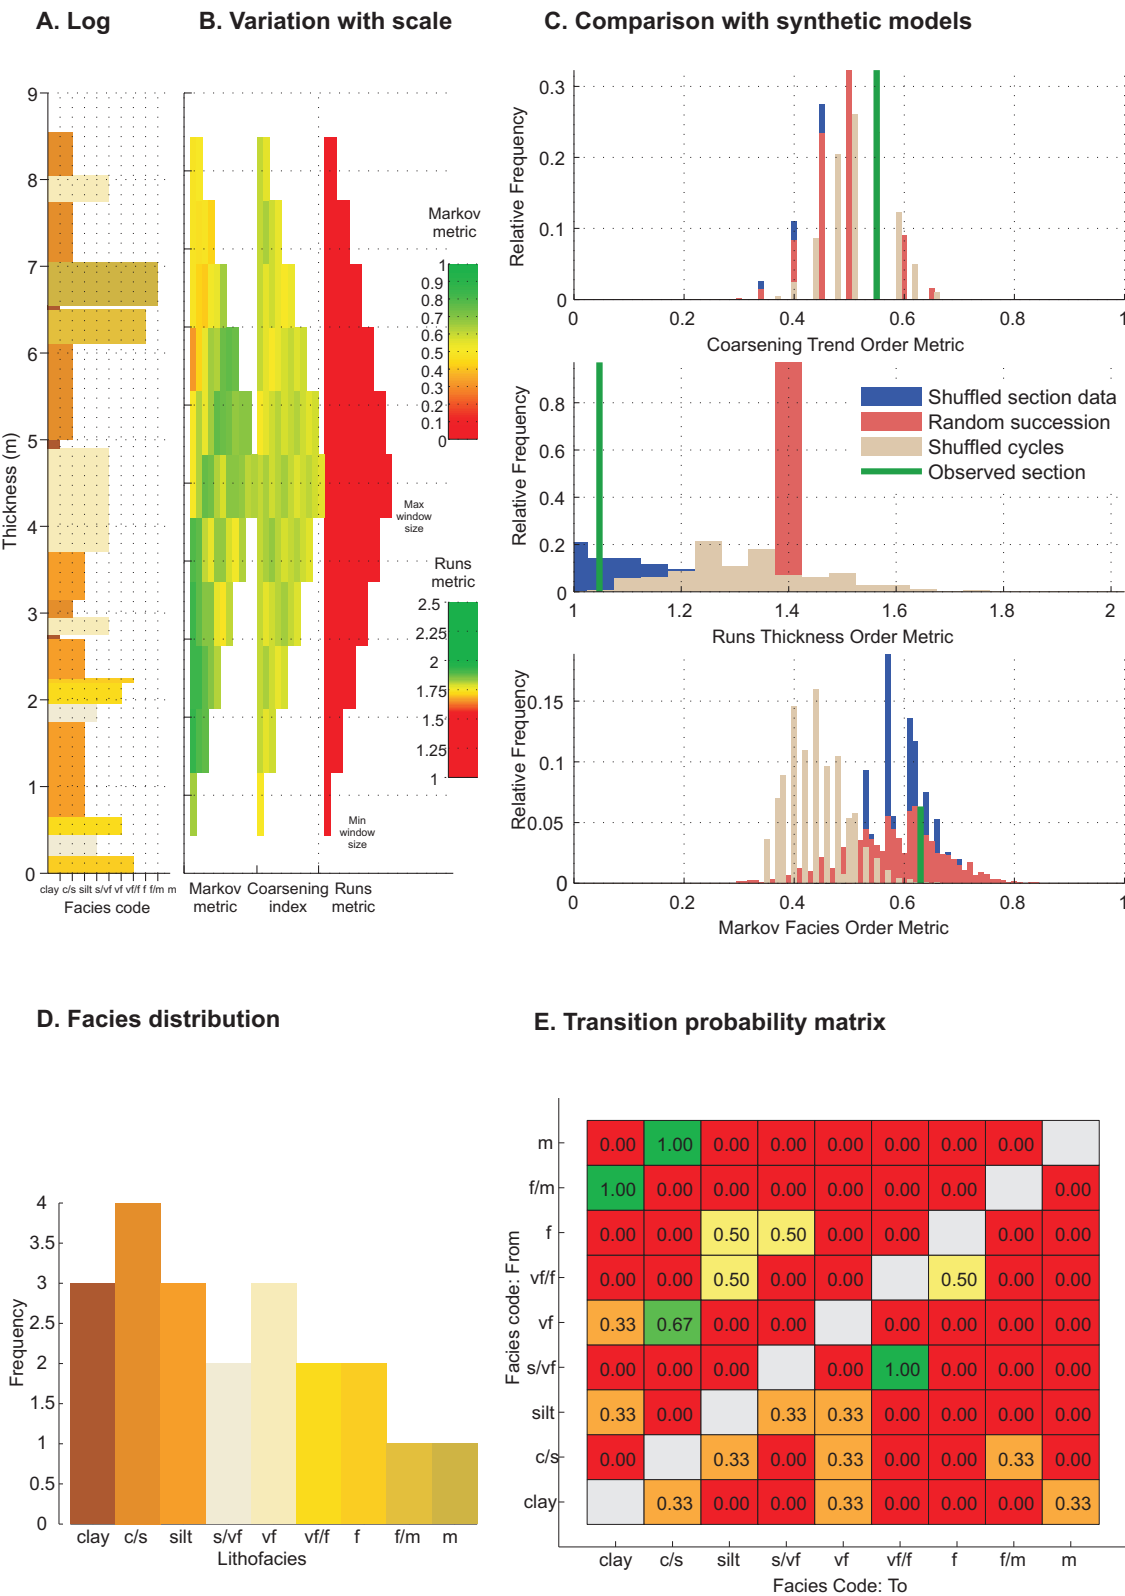 A. Log
B. Variation with scale
C. Comparison with synthetic models
9
8
7
6
5
4
3
2
1
0
Thickness (m)
clay c/s silt s/vf vf vf/f f f/m m
Facies code
Markov
metric
1
0.9
0.8
0.7
0.6
0.5
0.4
0.3
0.2
0.1
0
Max
window
size
Runs
metric
2.5
2.25
2
1.75
1.5
1.25
1
Min
window
size
Markov
metric
Coarsening
index
Runs
metric
Relative Frequency
0.3
0.2
0.1
0
0 0.2 0.4 0.6 0.8 1
Coarsening Trend Order Metric
Relative Frequency
0.8
0.6
0.4
0.2
0
Shuffled section data
Random succession
Shuffled cycles
Observed section
1 1.2 1.4 1.6 1.8 2
Runs Thickness Order Metric
Relative Frequency
0.15
0.1
0.05
0
0 0.2 0.4 0.6 0.8 1
Markov Facies Order Metric
D. Facies distribution
Frequency
4
3.5
3
2.5
2
1.5
1
0.5
0
clay c/s silt s/vf vf vf/f f f/m m
Lithofacies
E. Transition probability matrix
Facies code: From
m 0.00 1.00 0.00 0.00 0.00 0.00 0.00 0.00
f/m 1.00 0.00 0.00 0.00 0.00 0.00 0.00 0.00
f 0.00 0.00 0.50 0.50 0.00 0.00 0.00 0.00
vf/f 0.00 0.00 0.50 0.00 0.00 0.50 0.00 0.00
vf 0.33 0.67 0.00 0.00 0.00 0.00 0.00 0.00
s/vf 0.00 0.00 0.00 0.00 1.00 0.00 0.00 0.00
silt 0.33 0.00 0.33 0.33 0.00 0.00 0.00 0.00
c/s 0.00 0.33 0.00 0.33 0.00 0.00 0.33 0.00
clay 0.33 0.00 0.00 0.33 0.00 0.00 0.00 0.33
clay c/s silt s/vf vf vf/f f f/m m
Facies Code: To